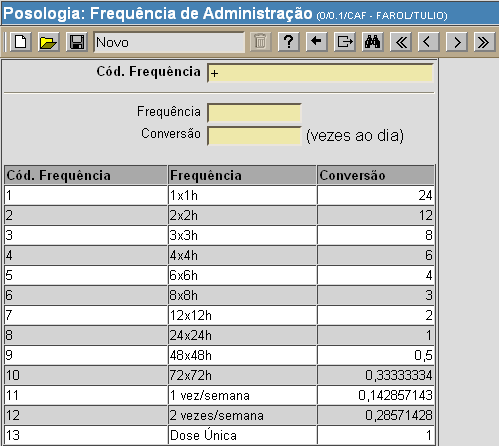 Posologia: Frequência de Administração (0/0.1/CAF - FAROL/TULIO)
Novo ?
Cód. Frequência +
Frequência
Conversão (vezes ao dia)
Cód. Frequência Frequência Conversão
1 1x1h 24
2 2x2h 12
3 3x3h 8
4 4x4h 6
5 6x6h 4
6 8x8h 3
7 12x12h 2
8 24x24h 1
9 48x48h 0,5
10 72x72h 0,33333334
11 1 vez/semana 0,142857143
12 2 vezes/semana 0,28571428
13 Dose Única 1